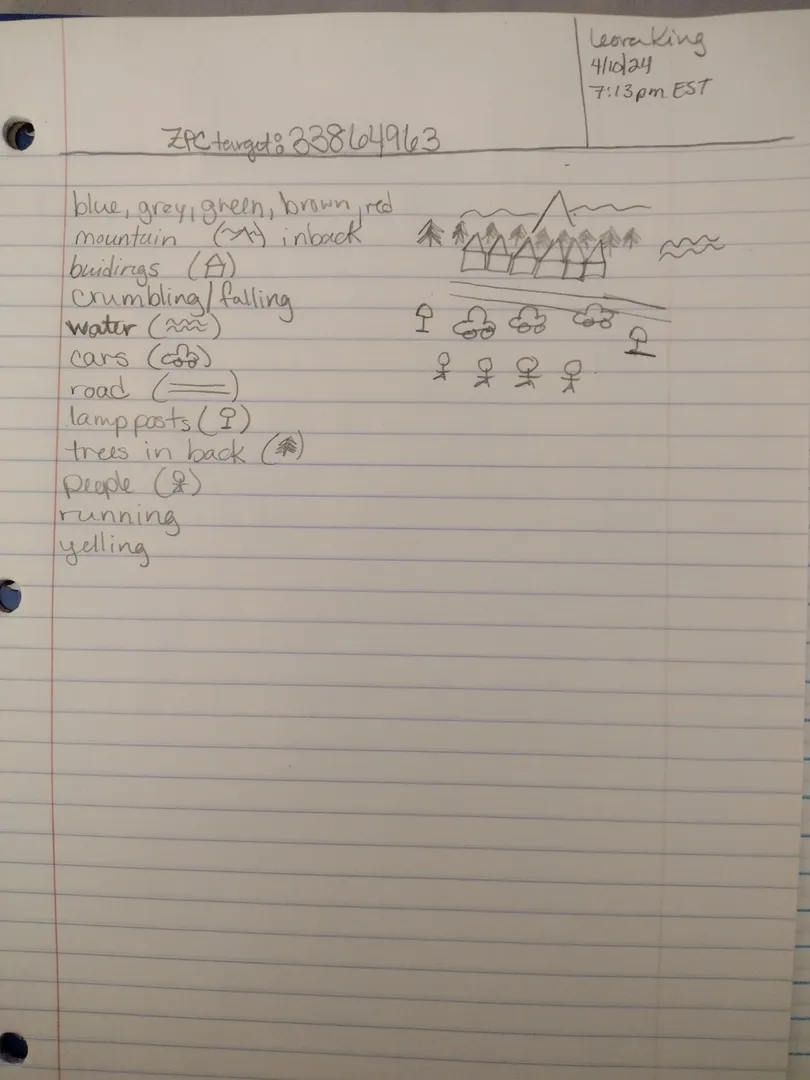 Leora King
4/10/24
7:13pm EST
ZPC target: 33864963
blue, grey, green, brown, red
mountain ( ) in back
buidings ( )
crumbling/falling
water ( )
cars ( )
road ( )
lamp posts ( )
trees in back ( )
people ( )
running
yelling